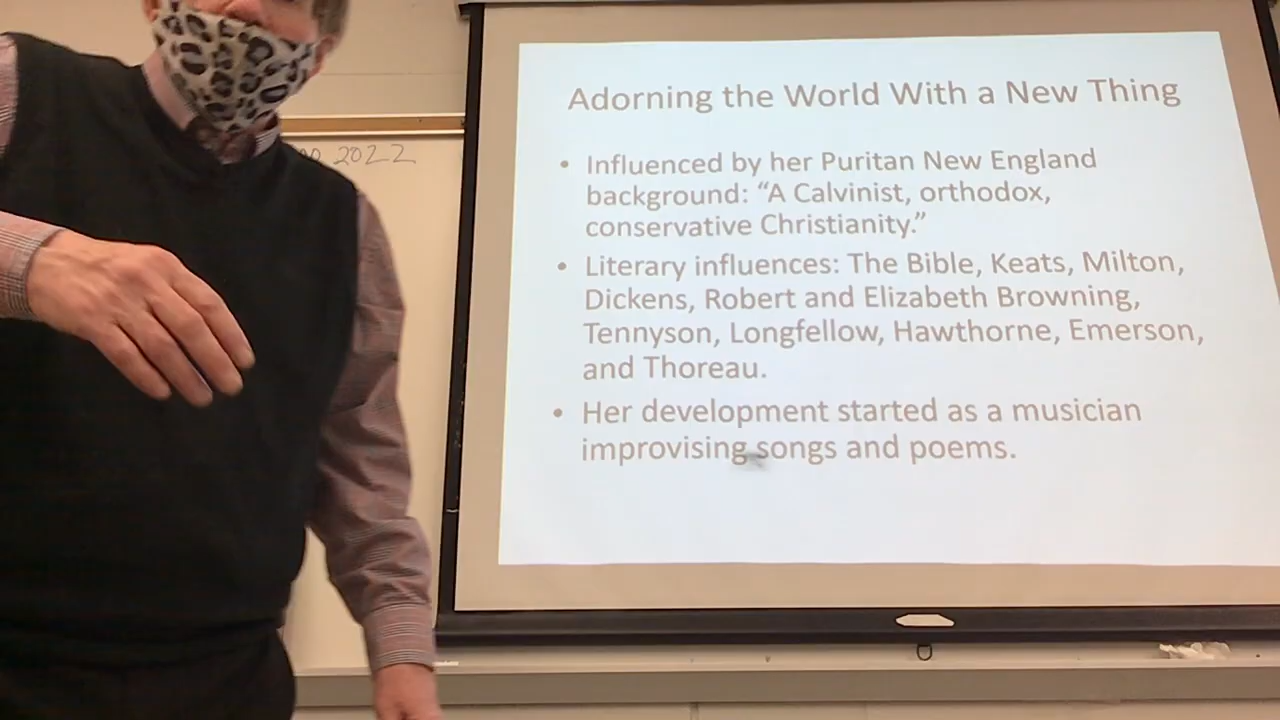 2022
Adorning the World With a New Thing
• Influenced by her Puritan New England
background: “A Calvinist, orthodox,
conservative Christianity.”
• Literary influences: The Bible, Keats, Milton,
Dickens, Robert and Elizabeth Browning,
Tennyson, Longfellow, Hawthorne, Emerson,
and Thoreau.
• Her development started as a musician
improvising songs and poems.